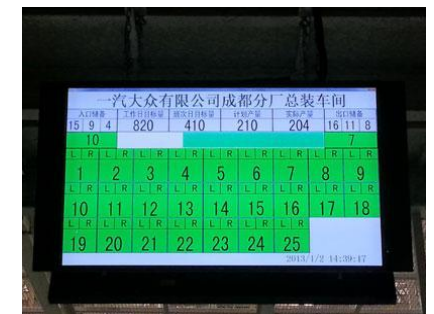 一汽大众有限公司成都分厂总装车间
入口储备 工作日目标量 班次日目标量 计划产量 实际产量 出口储备
15 9 4 820 410 210 204 16 11 8
10 7
L R L R L R L R L R L R L R L R L R
1 2 3 4 5 6 7 8 9
L R L R L R L R L R L R L R L R L R
10 11 12 13 14 15 16 17 18
L R L R L R L R L R L R L R
19 20 21 22 23 24 25
2013/1/2 14:39:17